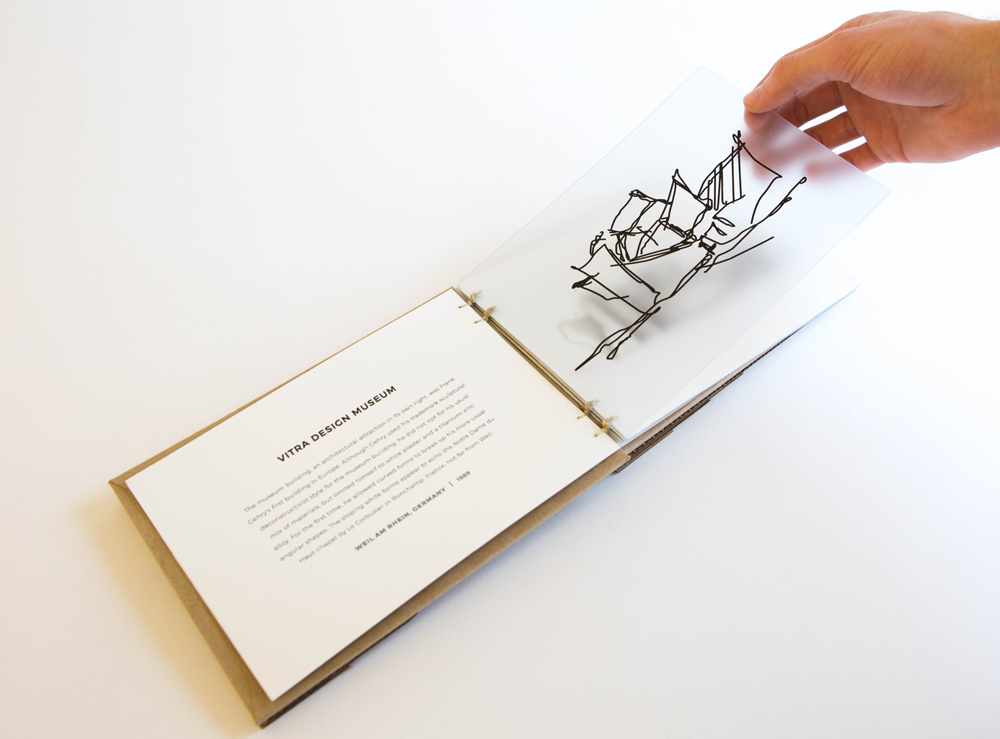 VITRA DESIGN MUSEUM
The museum building, an architectural attraction in its own right, was Frank
Gehry's first building in Europe. Although Gehry used his trademark sculptural
deconstructivist style for the museum building, he did not opt for his usual
mix of materials, but limited himself to white plaster and a titanium zinc
alloy. For the first time, he allowed curved forms to break up his more usual
angular shapes. The sloping white forms appear to echo the Notre Dame du
Haut chapel by Le Corbusier in Ronchamp, France, not far from Weil.
WEIL AM RHEIN, GERMANY | 1989